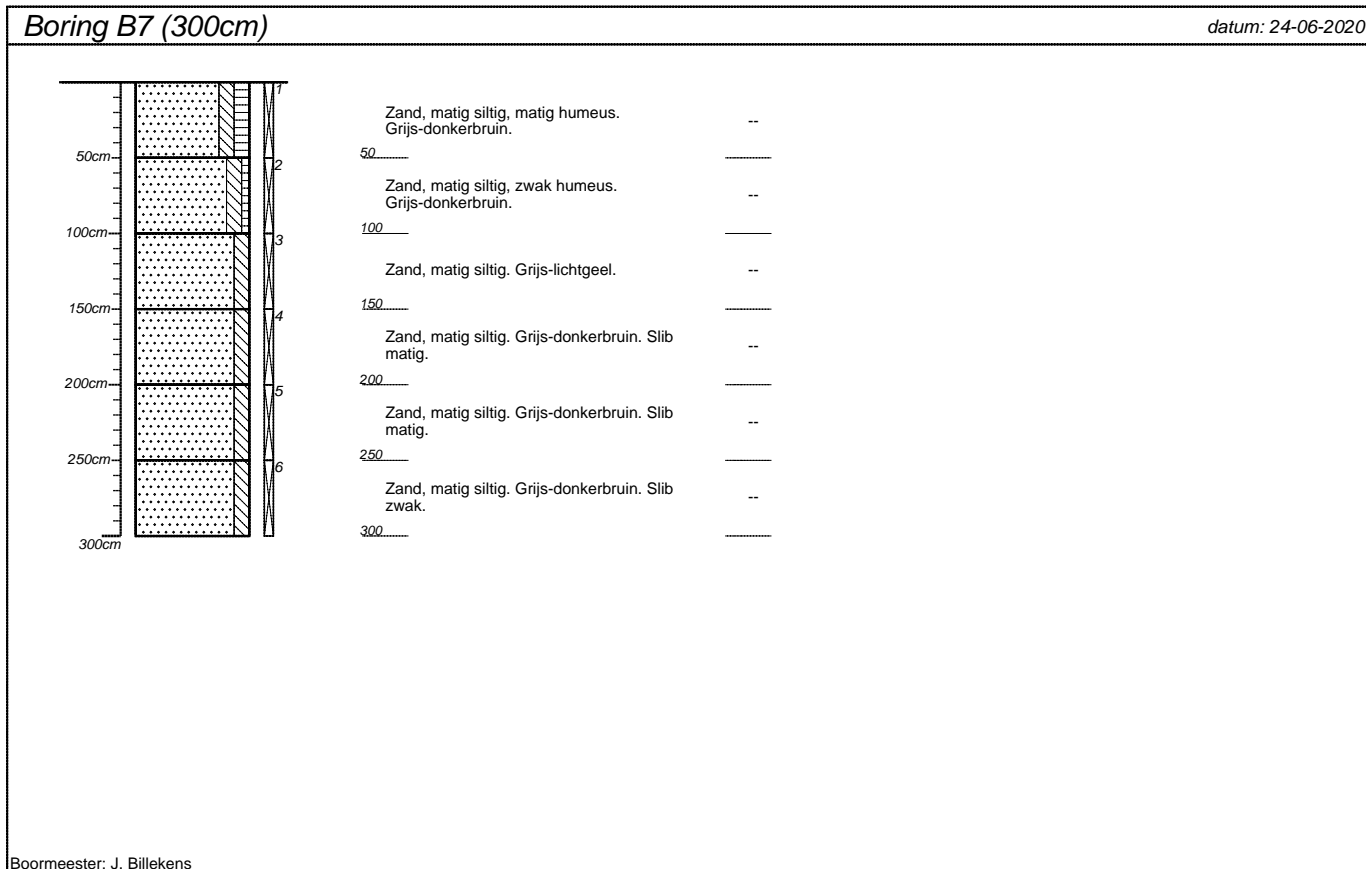 Boring B7 (300cm)
datum: 24-06-2020
1
Zand, matig siltig, matig humeus.
Grijs-donkerbruin.
--
50cm
50
2
Zand, matig siltig, zwak humeus.
Grijs-donkerbruin.
--
100cm
100
3
Zand, matig siltig. Grijs-lichtgeel.
--
150cm
150
4
Zand, matig siltig. Grijs-donkerbruin. Slib
matig.
--
200cm
200
5
Zand, matig siltig. Grijs-donkerbruin. Slib
matig.
--
250cm
250
6
Zand, matig siltig. Grijs-donkerbruin. Slib
zwak.
--
300cm
300
Boormeester: J. Billekens